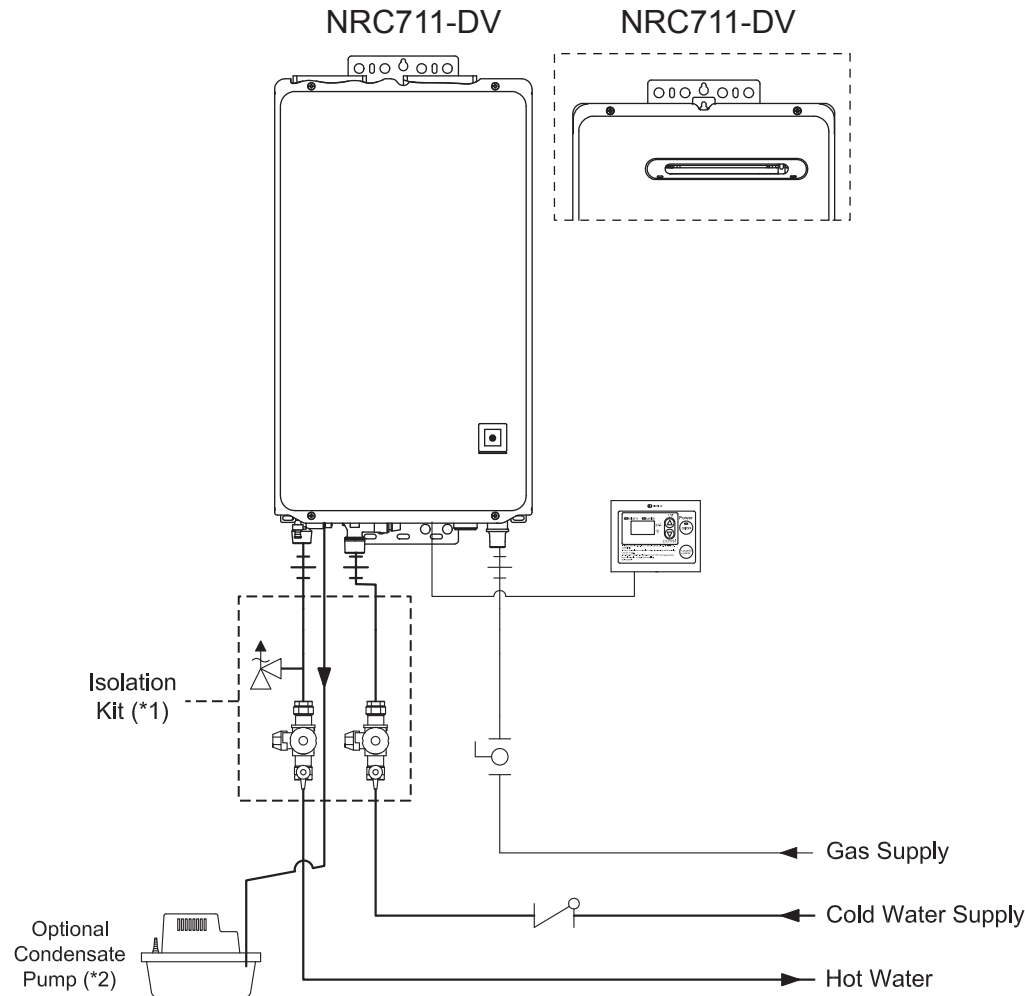 NRC711-DV
NRC711-DV
Isolation
Kit (*1)
Gas Supply
Cold Water Supply
Optional
Condensate
Pump (*2)
Hot Water